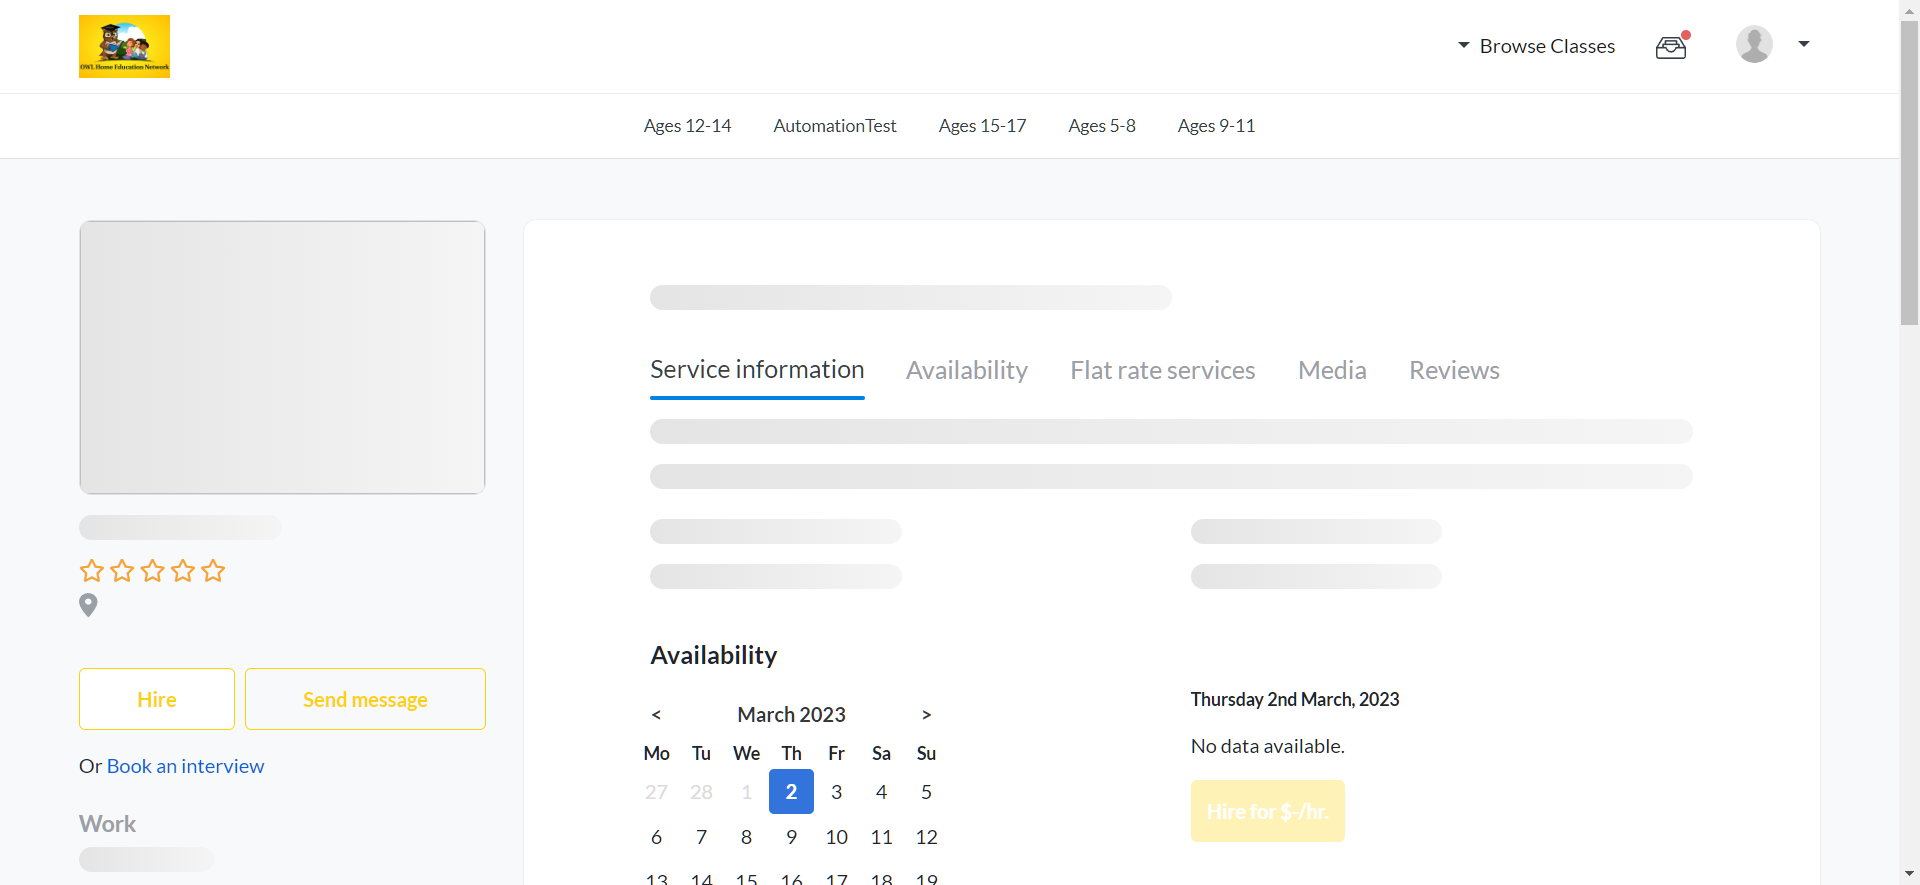 OWL Home Education Network
Browse Classes
Ages 12-14
AutomationTest
Ages 15-17
Ages 5-8
Ages 9-11
Service information
Availability
Flat rate services
Media
Reviews
Hire
Send message
Or Book an interview
Work
Availability
< March 2023 >
Mo Tu We Th Fr Sa Su
27 28 1 2 3 4 5
6 7 8 9 10 11 12
13 14 15 16 17 18 19
Thursday 2nd March, 2023
No data available.
Hire for $-/hr.